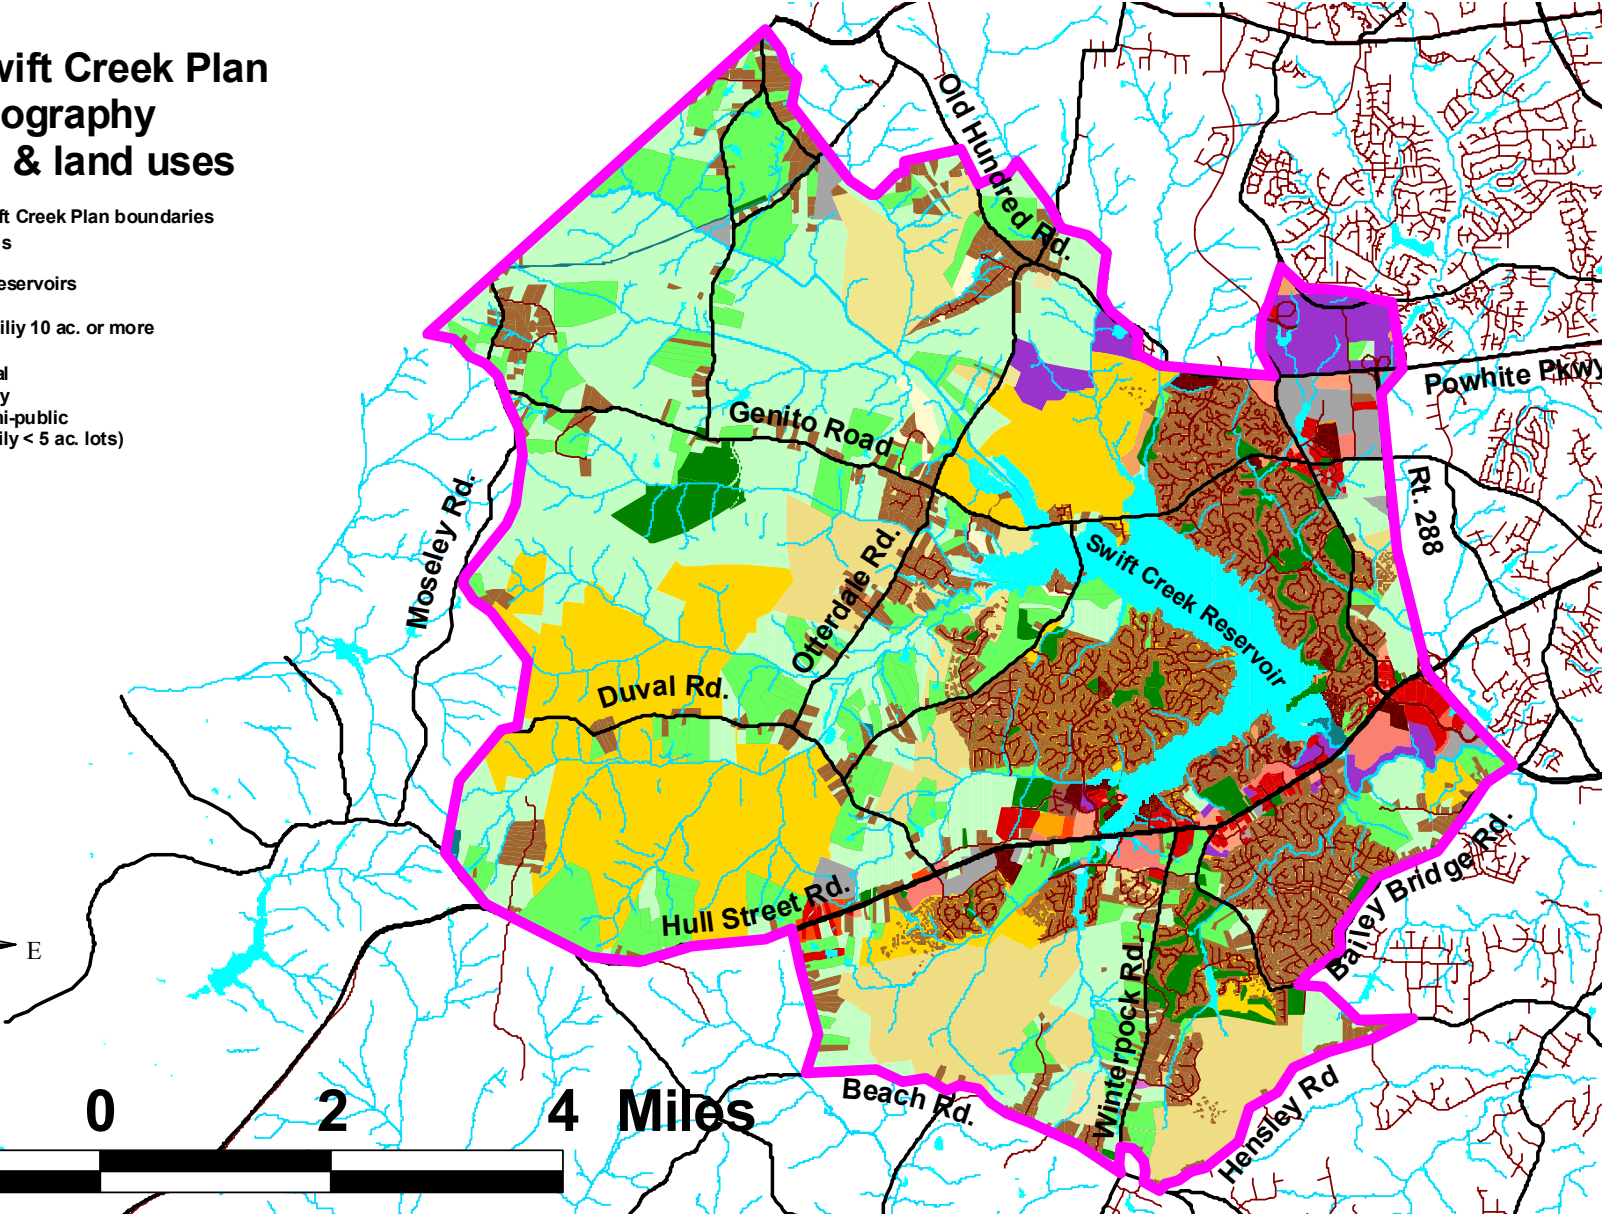 wift Creek Plan
ography
& land uses
ft Creek Plan boundaries
s
eservoirs
iliy 10 ac. or more
al
y
ni-public
ily < 5 ac. lots)
Old Hundred Rd.
Powhite Pkwy
Genito Road
Rt. 288
Moseley Rd.
Otterdale Rd.
Swift Creek Reservoir
Duval Rd.
Hull Street Rd.
Bailey Bridge Rd.
Winterpock Rd.
E
Beach Rd.
Hensley Rd
0 2 4 Miles